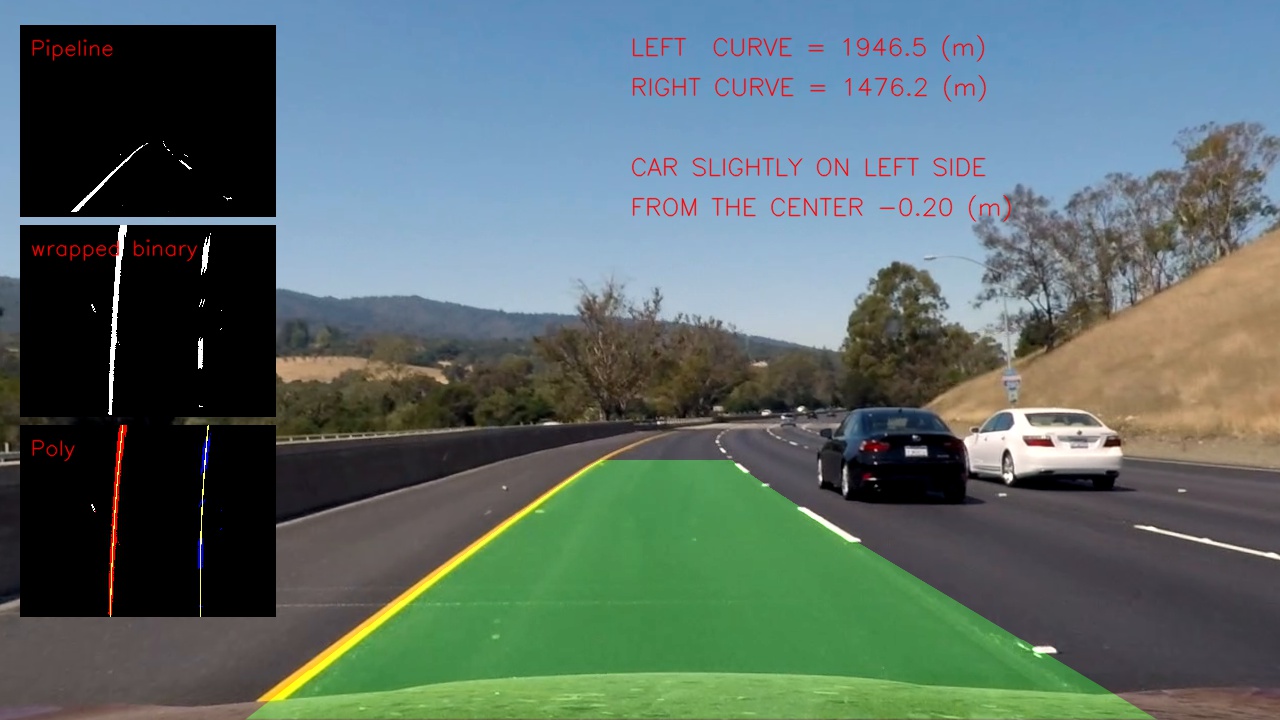 Pipeline
LEFT CURVE = 1946.5 (m)
RIGHT CURVE = 1476.2 (m)
CAR SLIGHTLY ON LEFT SIDE
FROM THE CENTER -0.20 (m)
wrapped binary
Poly